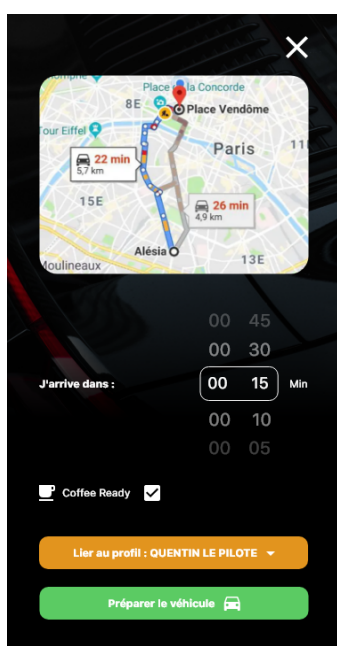 Place de la Concorde
8E
Place Vendôme
our Eiffel
Paris
11
22 min
5,7 km
15E
26 min
4,9 km
Alésia
13E
Moulineaux
00 45
00 30
J'arrive dans : 00 15 Min
00 10
00 05
Coffee Ready
Lier au profil : QUENTIN LE PILOTE
Préparer le véhicule